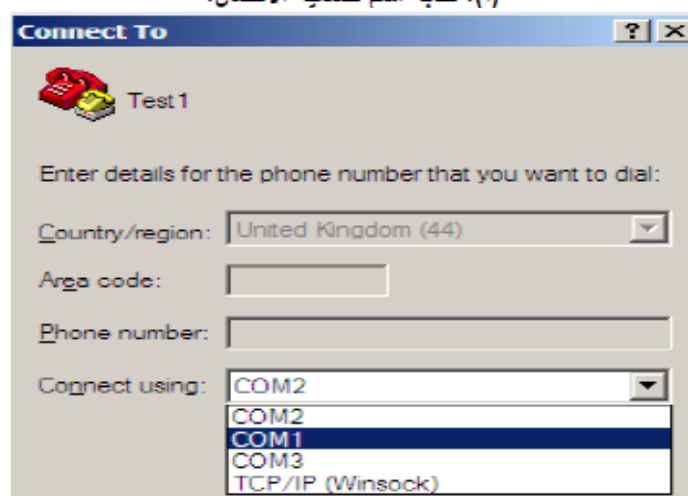 Connect To
Test1
Enter details for the phone number that you want to dial:
Country/region: United Kingdom (44)
Area code:
Phone number:
Connect using: COM2
COM2
COM1
COM3
TCP/IP (Winsock)